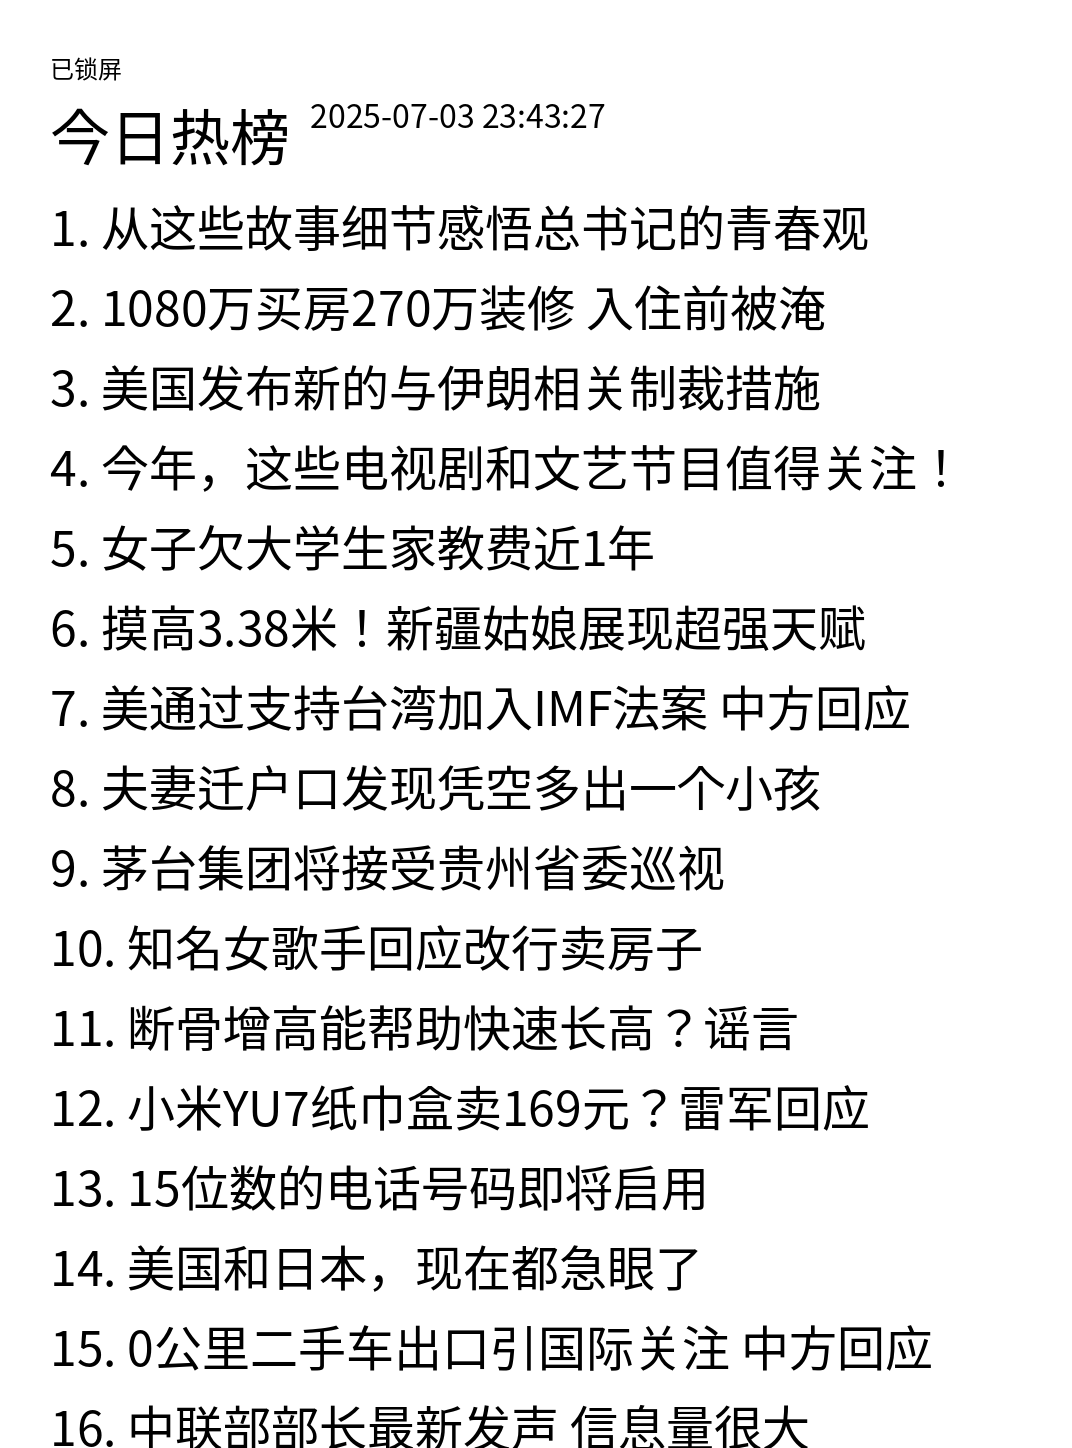 已锁屏
今日热榜 2025-07-03 23:43:27
1. 从这些故事细节感悟总书记的青春观
2. 1080万买房270万装修 入住前被淹
3. 美国发布新的与伊朗相关制裁措施
4. 今年，这些电视剧和文艺节目值得关注！
5. 女子欠大学生家教费近1年
6. 摸高3.38米！新疆姑娘展现超强天赋
7. 美通过支持台湾加入IMF法案 中方回应
8. 夫妻迁户口发现凭空多出一个小孩
9. 茅台集团将接受贵州省委巡视
10. 知名女歌手回应改行卖房子
11. 断骨增高能帮助快速长高？谣言
12. 小米YU7纸巾盒卖169元？雷军回应
13. 15位数的电话号码即将启用
14. 美国和日本，现在都急眼了
15. 0公里二手车出口引国际关注 中方回应
16. 中联部部长最新发声 信息量很大